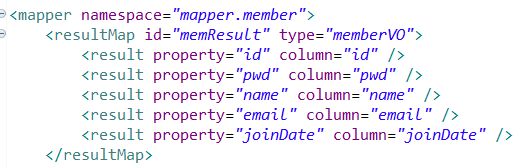 <mapper namespace="mapper.member">
<resultMap id="memResult" type="memberVO">
<result property="id" column="id" />
<result property="pwd" column="pwd" />
<result property="name" column="name" />
<result property="email" column="email" />
<result property="joinDate" column="joinDate" />
</resultMap>